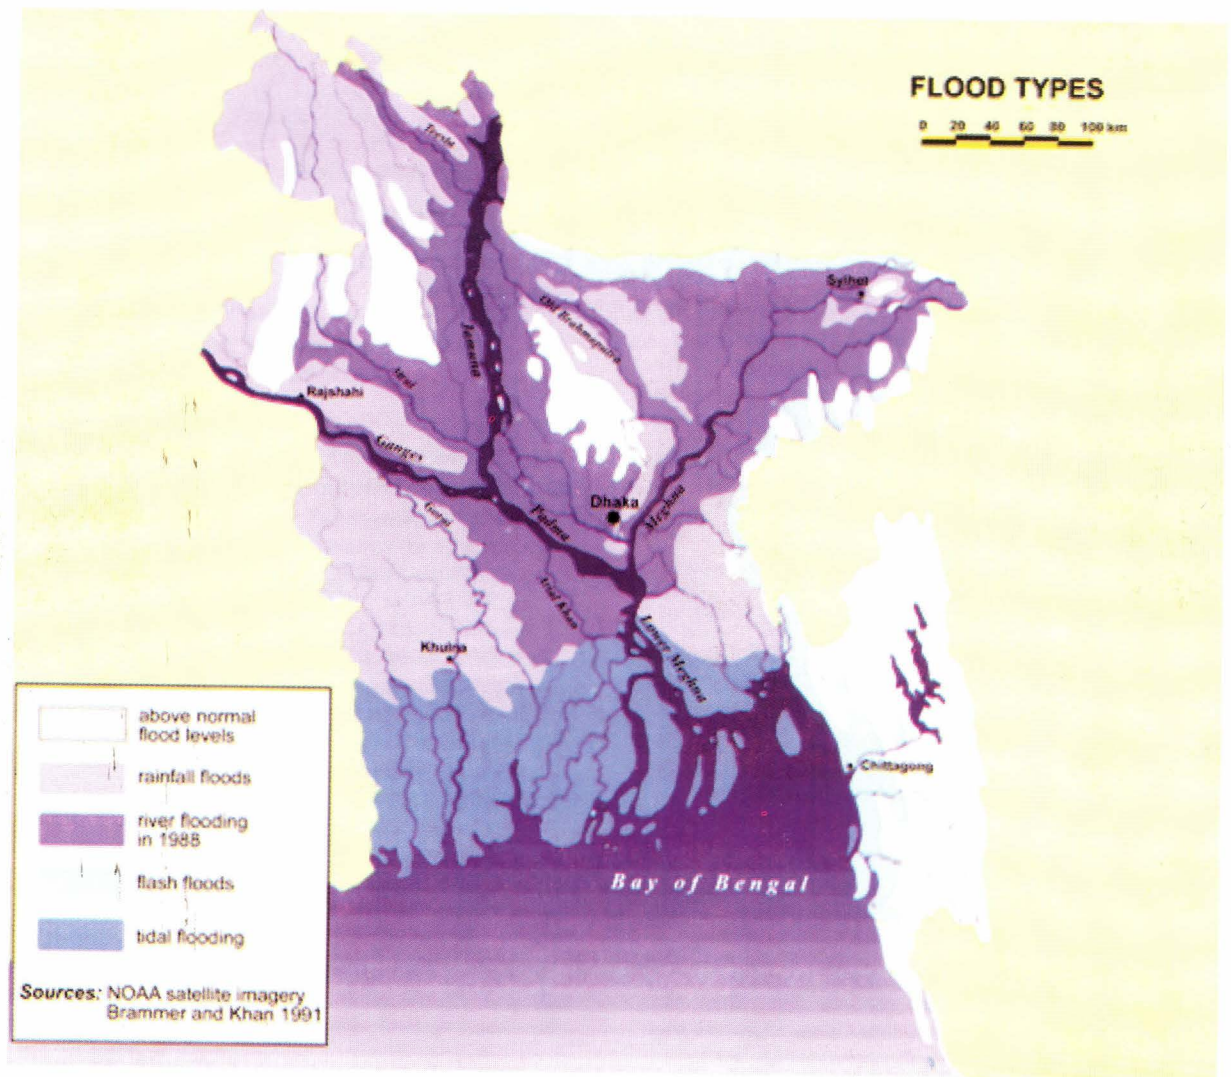 FLOOD TYPES
0 20 40 60 80 100 km
Teesta
Sylhet
Old Brahmaputra
Jamuna
Atrai
Rajshahi
Ganges
Gorai
Dhaka
Padma
Meghna
Arial Khan
Lower Meghna
Khulna
Chittagong
Bay of Bengal
above normal
flood levels
rainfall floods
river flooding
in 1988
flash floods
tidal flooding
Sources: NOAA satellite imagery
Brammer and Khan 1991